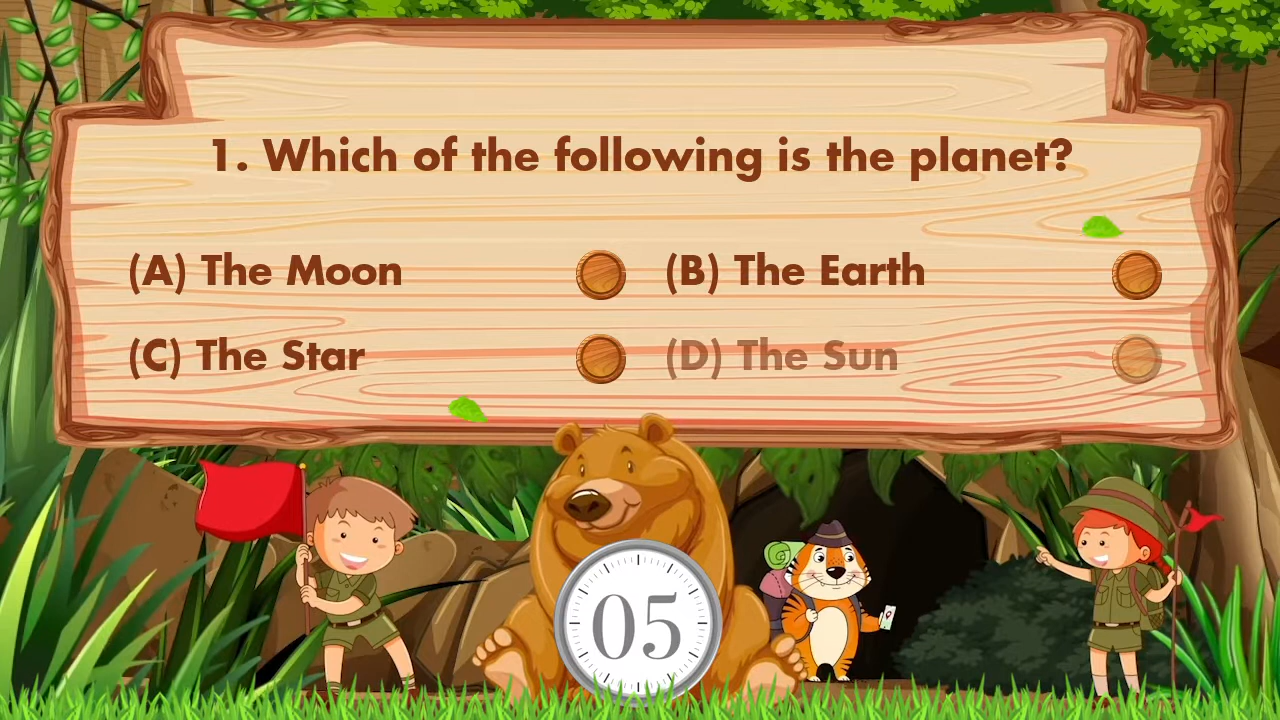 1. Which of the following is the planet?
(A) The Moon (B) The Earth
(C) The Star (D) The Sun
05